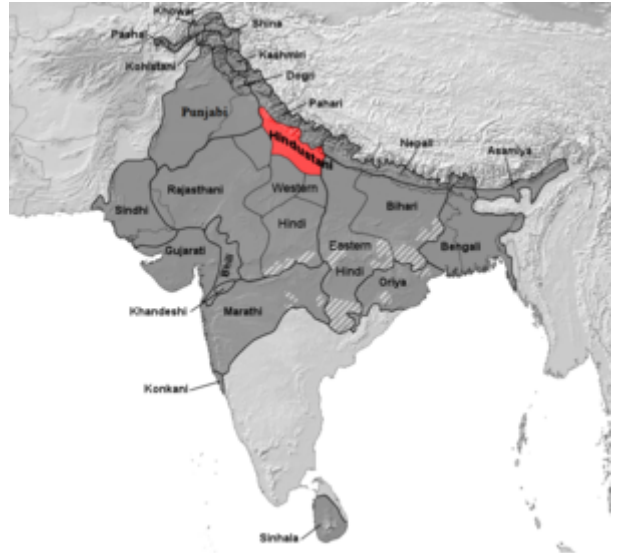 Khowar
Shina
Pashai
Kashmiri
Kohistani
Dogri
Pahari
Punjabi
Hindustani
Nepali
Asamiya
Rajasthani
Western
Hindi
Bihari
Sindhi
Gujarati
Bhili
Eastern
Hindi
Bengali
Oriya
Khandeshi
Marathi
Konkani
Sinhala